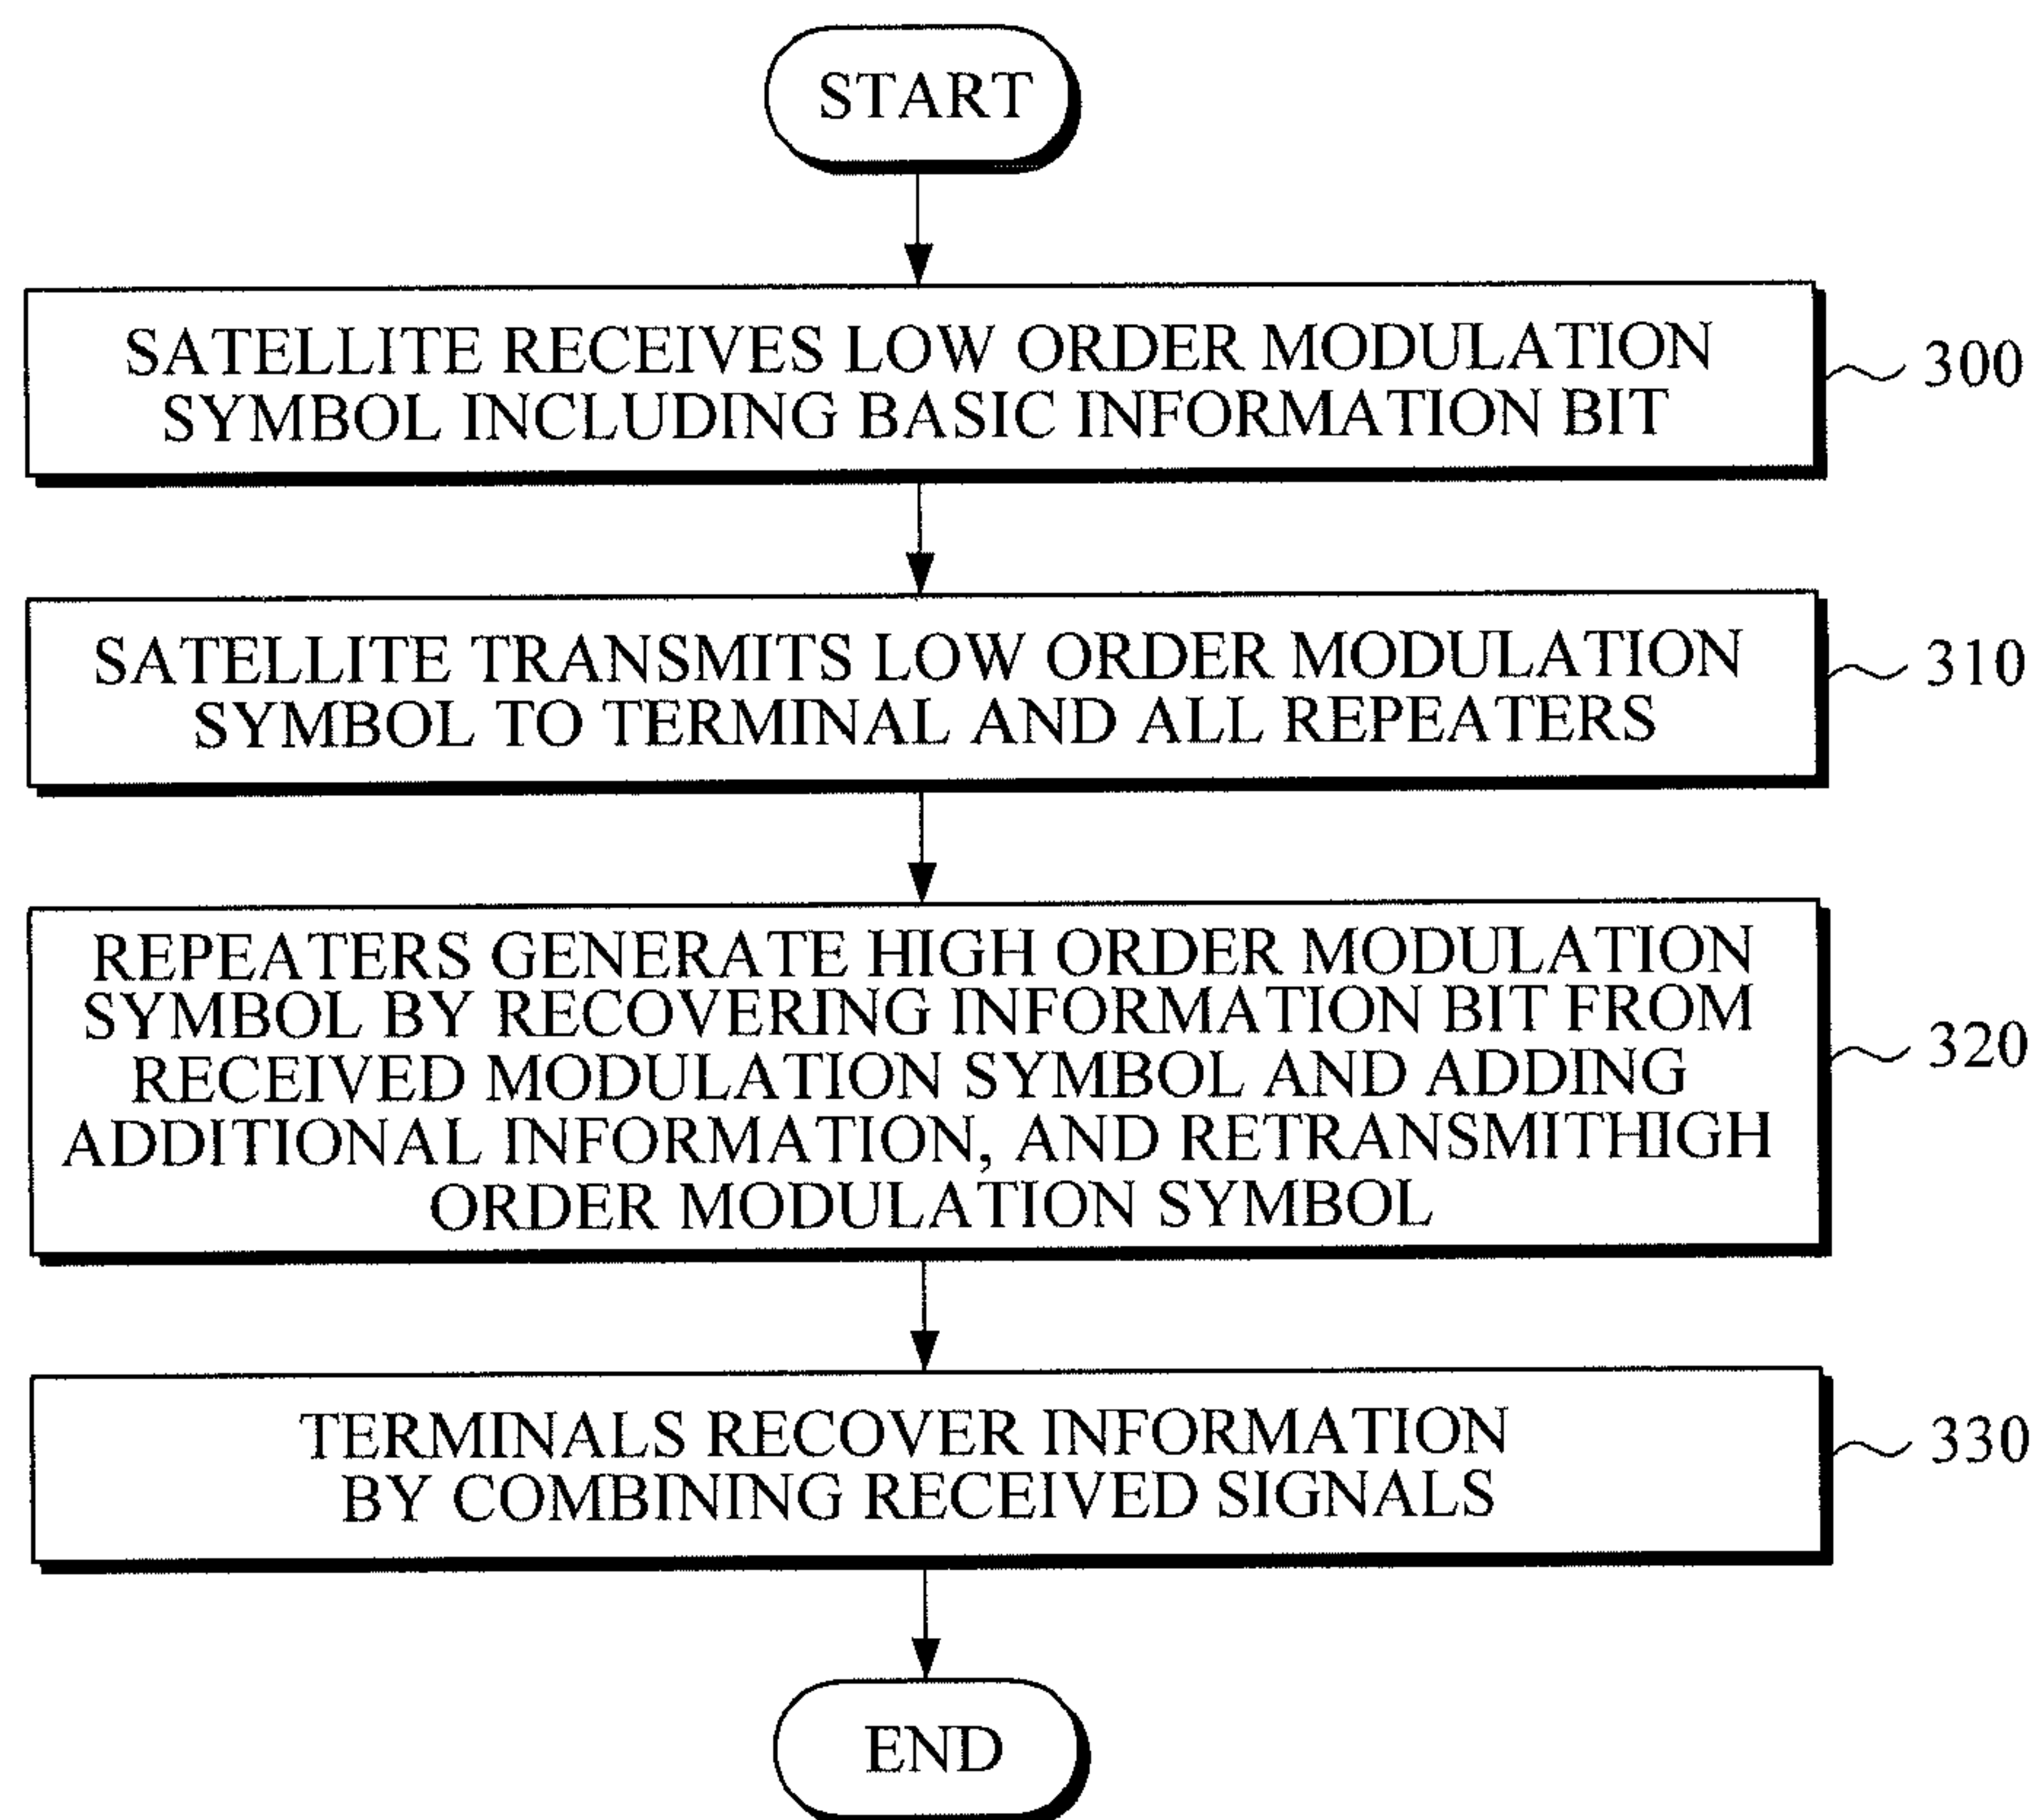 START
SATELLITE RECEIVES LOW ORDER MODULATION
SYMBOL INCLUDING BASIC INFORMATION BIT
300
SATELLITE TRANSMITS LOW ORDER MODULATION
SYMBOL TO TERMINAL AND ALL REPEATERS
310
REPEATERS GENERATE HIGH ORDER MODULATION
SYMBOL BY RECOVERING INFORMATION BIT FROM
RECEIVED MODULATION SYMBOL AND ADDING
ADDITIONAL INFORMATION, AND RETRANSMITHIGH
ORDER MODULATION SYMBOL
320
TERMINALS RECOVER INFORMATION
BY COMBINING RECEIVED SIGNALS
330
END